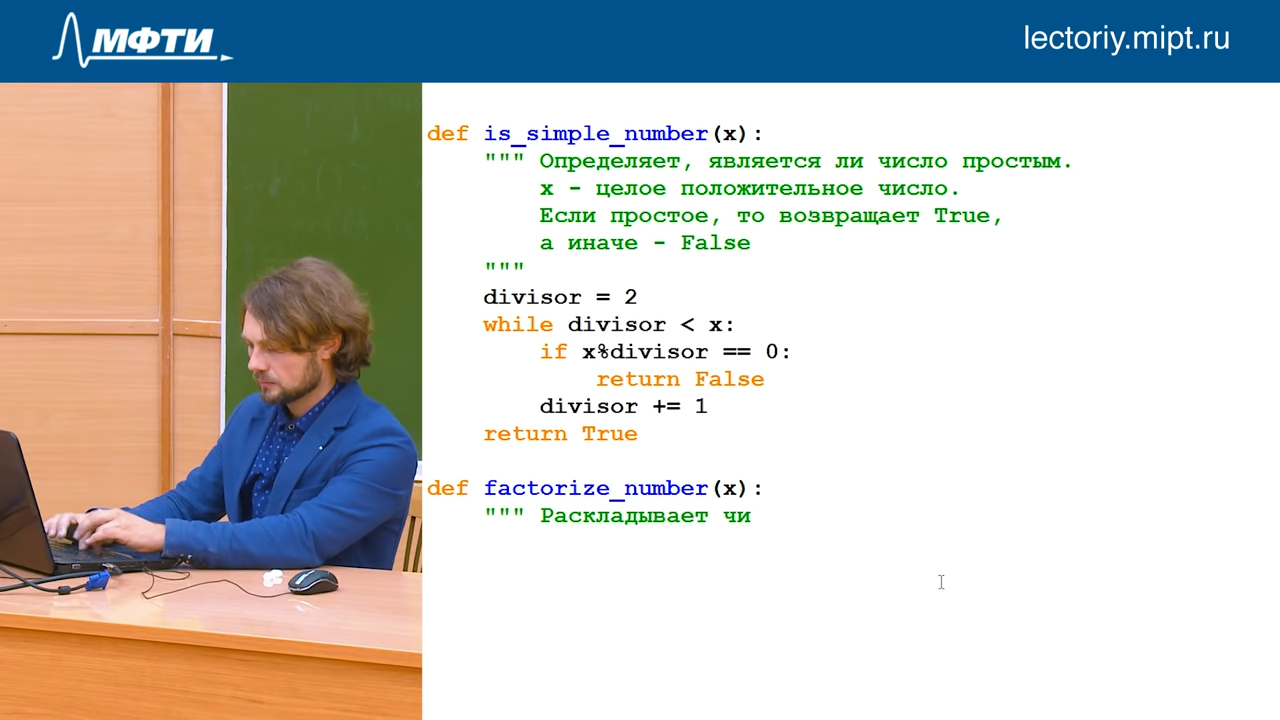 МФТИ
lectoriy.mipt.ru
def is_simple_number(x):
    """ Определяет, является ли число простым.
        x - целое положительное число.
        Если простое, то возвращает True,
        а иначе - False
    """
    divisor = 2
    while divisor < x:
        if x%divisor == 0:
            return False
        divisor += 1
    return True
def factorize_number(x):
    """ Раскладывает чи